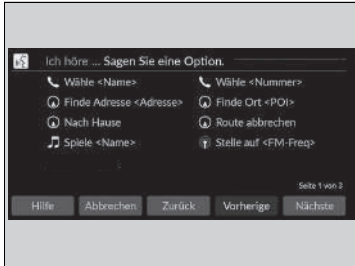 Ich höre ... Sagen Sie eine Option.
Wähle <Name>
Wähle <Nummer>
Finde Adresse <Adresse>
Finde Ort <POI>
Nach Hause
Route abbrechen
Spiele <Name>
Stelle auf <FM-Freq>
Seite 1 von 3
Hilfe Abbrechen Zurück Vorherige Nächste